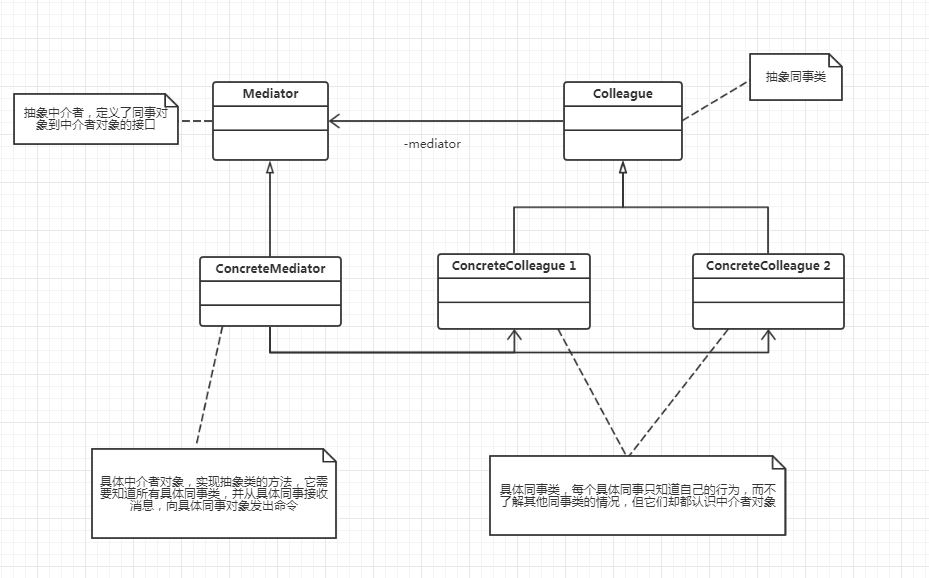 抽象同事类
Mediator
Colleague
抽象中介者，定义了同事对
象到中介者对象的接口
-mediator
ConcreteMediator
ConcreteColleague 1
ConcreteColleague 2
具体中介者对象，实现抽象类的方法，它需
要知道所有具体同事类，并从具体同事接收
消息，向具体同事对象发出命令
具体同事类，每个具体同事只知道自己的行为，而不
了解其他同事类的情况，但它们却都认识中介者对象